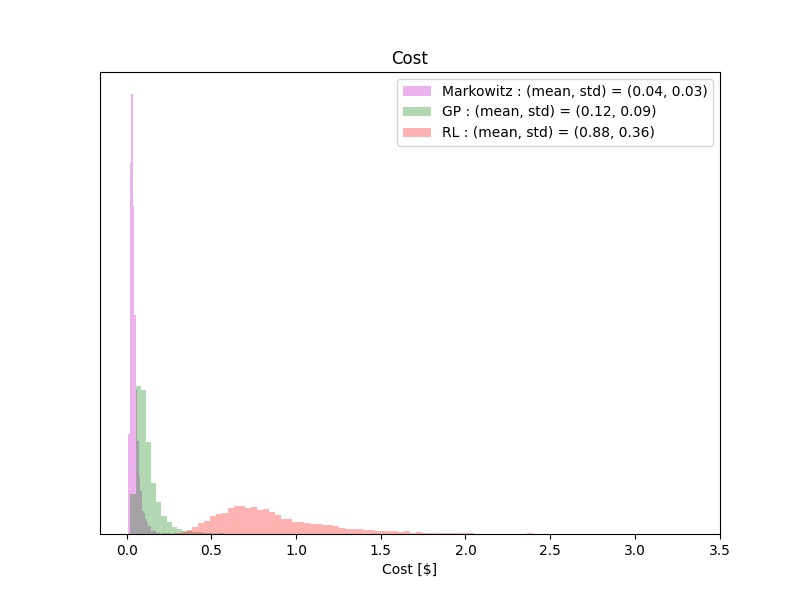 Cost
Markowitz : (mean, std) = (0.04, 0.03)
GP : (mean, std) = (0.12, 0.09)
RL : (mean, std) = (0.88, 0.36)
0.0 0.5 1.0 1.5 2.0 2.5 3.0 3.5
Cost [$]